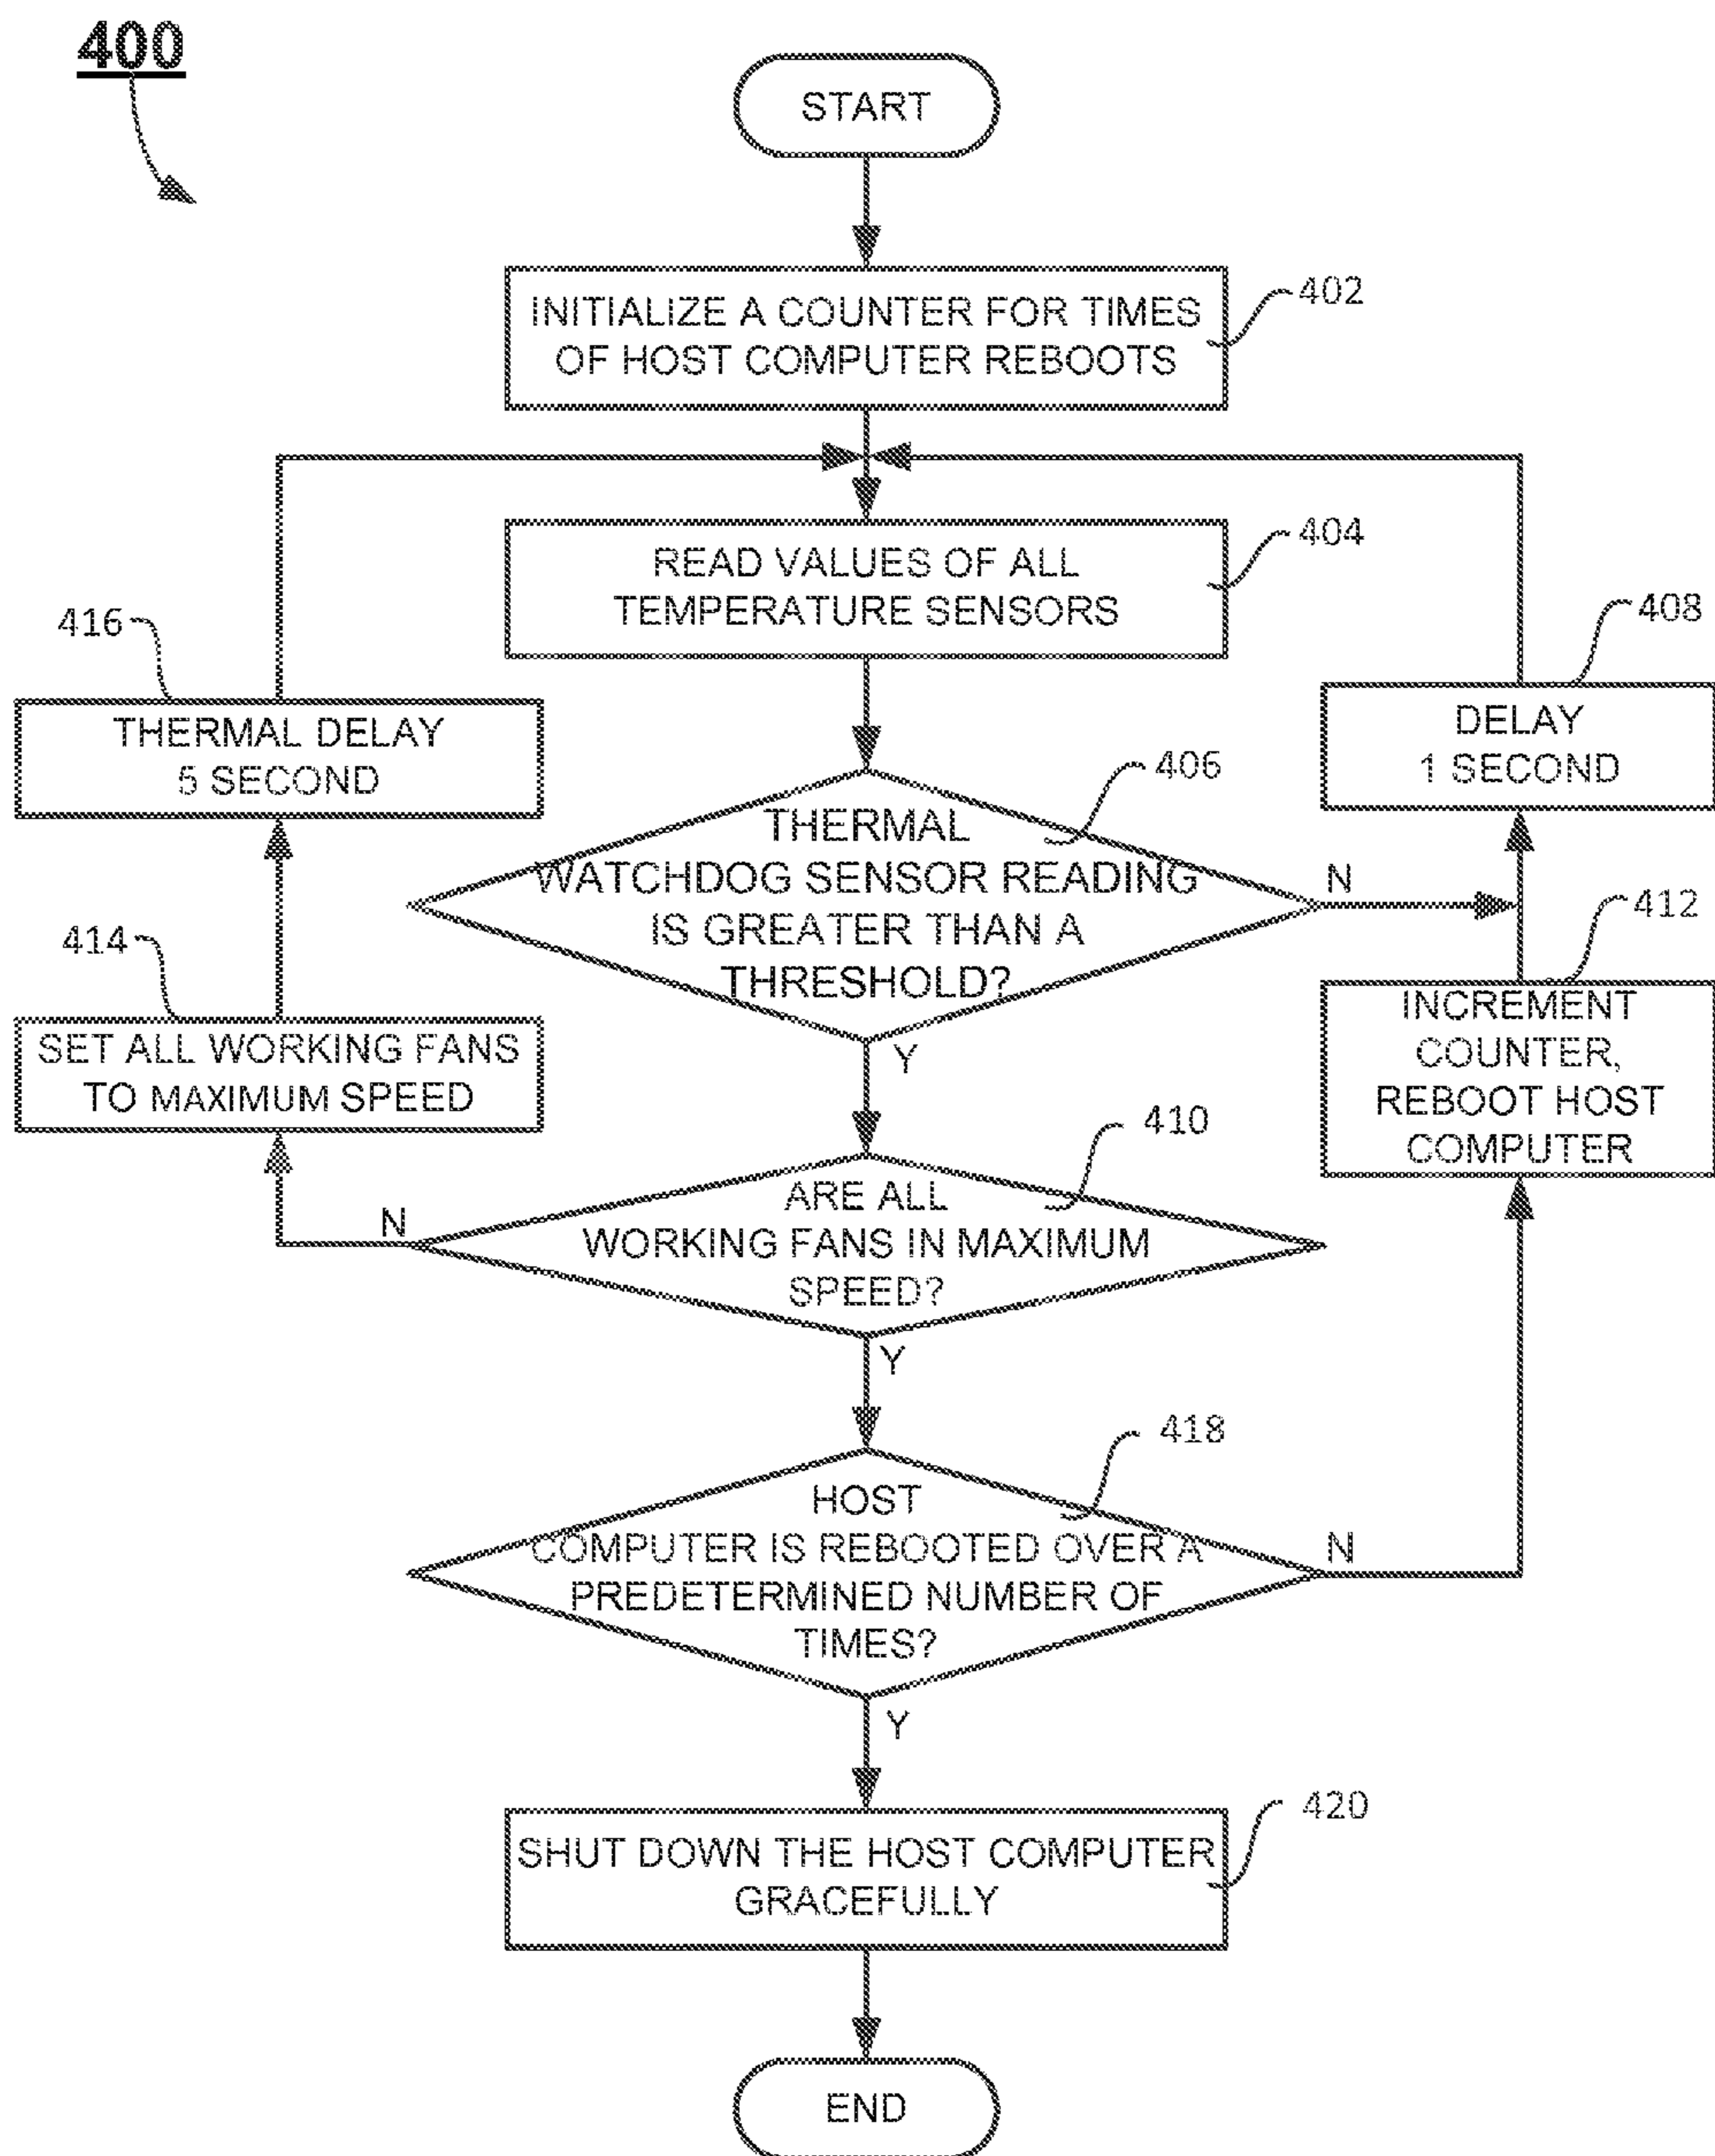 400
START
INITIALIZE A COUNTER FOR TIMES
OF HOST COMPUTER REBOOTS
402
READ VALUES OF ALL
TEMPERATURE SENSORS
404
416
THERMAL DELAY
5 SECOND
408
DELAY
1 SECOND
406
THERMAL
WATCHDOG SENSOR READING
IS GREATER THAN A
THRESHOLD?
N
Y
414
SET ALL WORKING FANS
TO MAXIMUM SPEED
412
INCREMENT
COUNTER,
REBOOT HOST
COMPUTER
410
ARE ALL
WORKING FANS IN MAXIMUM
SPEED?
N
Y
418
HOST
COMPUTER IS REBOOTED OVER A
PREDETERMINED NUMBER OF
TIMES?
N
Y
420
SHUT DOWN THE HOST COMPUTER
GRACEFULLY
END